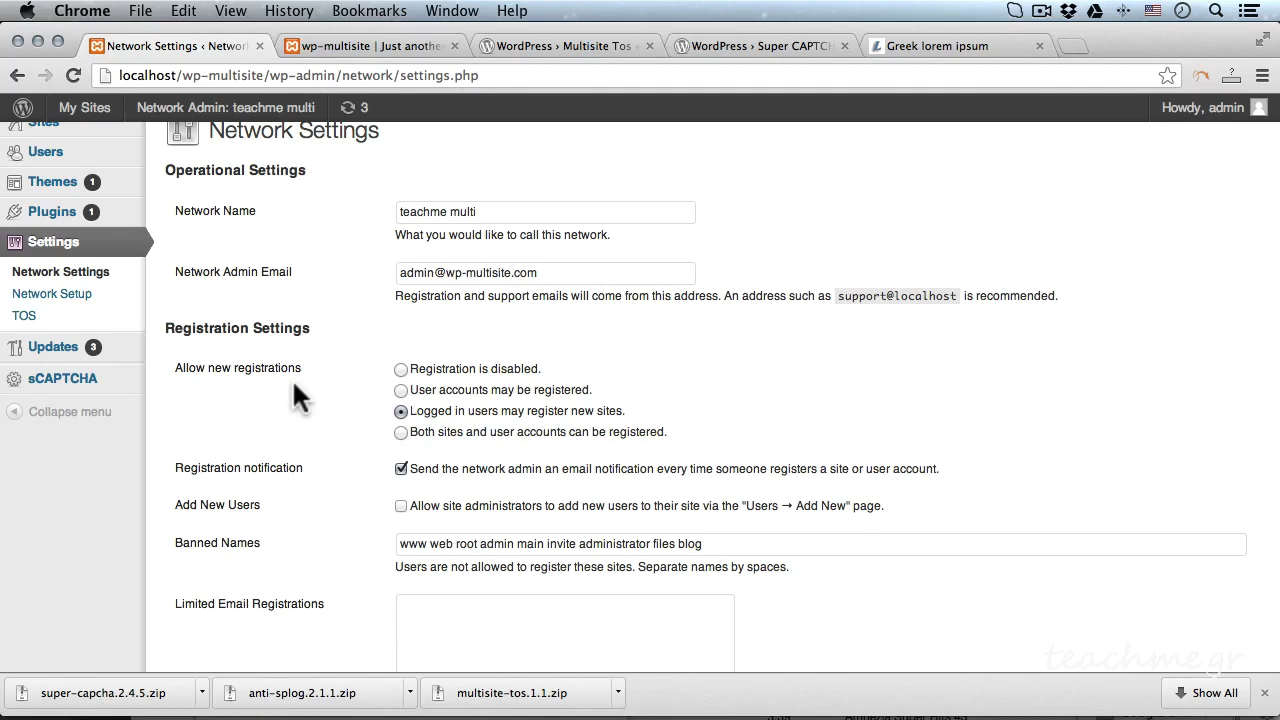 Chrome File Edit View History Bookmarks Window Help
Network Settings ‹ Networ
wp-multisite | Just anothe
WordPress › Multisite Tos
WordPress › Super CAPTCH
Greek lorem ipsum
localhost/wp-multisite/wp-admin/network/settings.php
My Sites Network Admin: teachme multi 3 Howdy, admin
Sites
Users
Themes 1
Plugins 1
Settings
Network Settings
Network Setup
TOS
Updates 3
sCAPTCHA
Collapse menu
Network Settings
Operational Settings
Network Name teachme multi
What you would like to call this network.
Network Admin Email admin@wp-multisite.com
Registration and support emails will come from this address. An address such as support@localhost is recommended.
Registration Settings
Allow new registrations Registration is disabled.
User accounts may be registered.
Logged in users may register new sites.
Both sites and user accounts can be registered.
Registration notification Send the network admin an email notification every time someone registers a site or user account.
Add New Users Allow site administrators to add new users to their site via the "Users → Add New" page.
Banned Names www web root admin main invite administrator files blog
Users are not allowed to register these sites. Separate names by spaces.
Limited Email Registrations
teachme.gr
super-capcha.2.4.5.zip anti-splog.2.1.1.zip multisite-tos.1.1.zip Show All